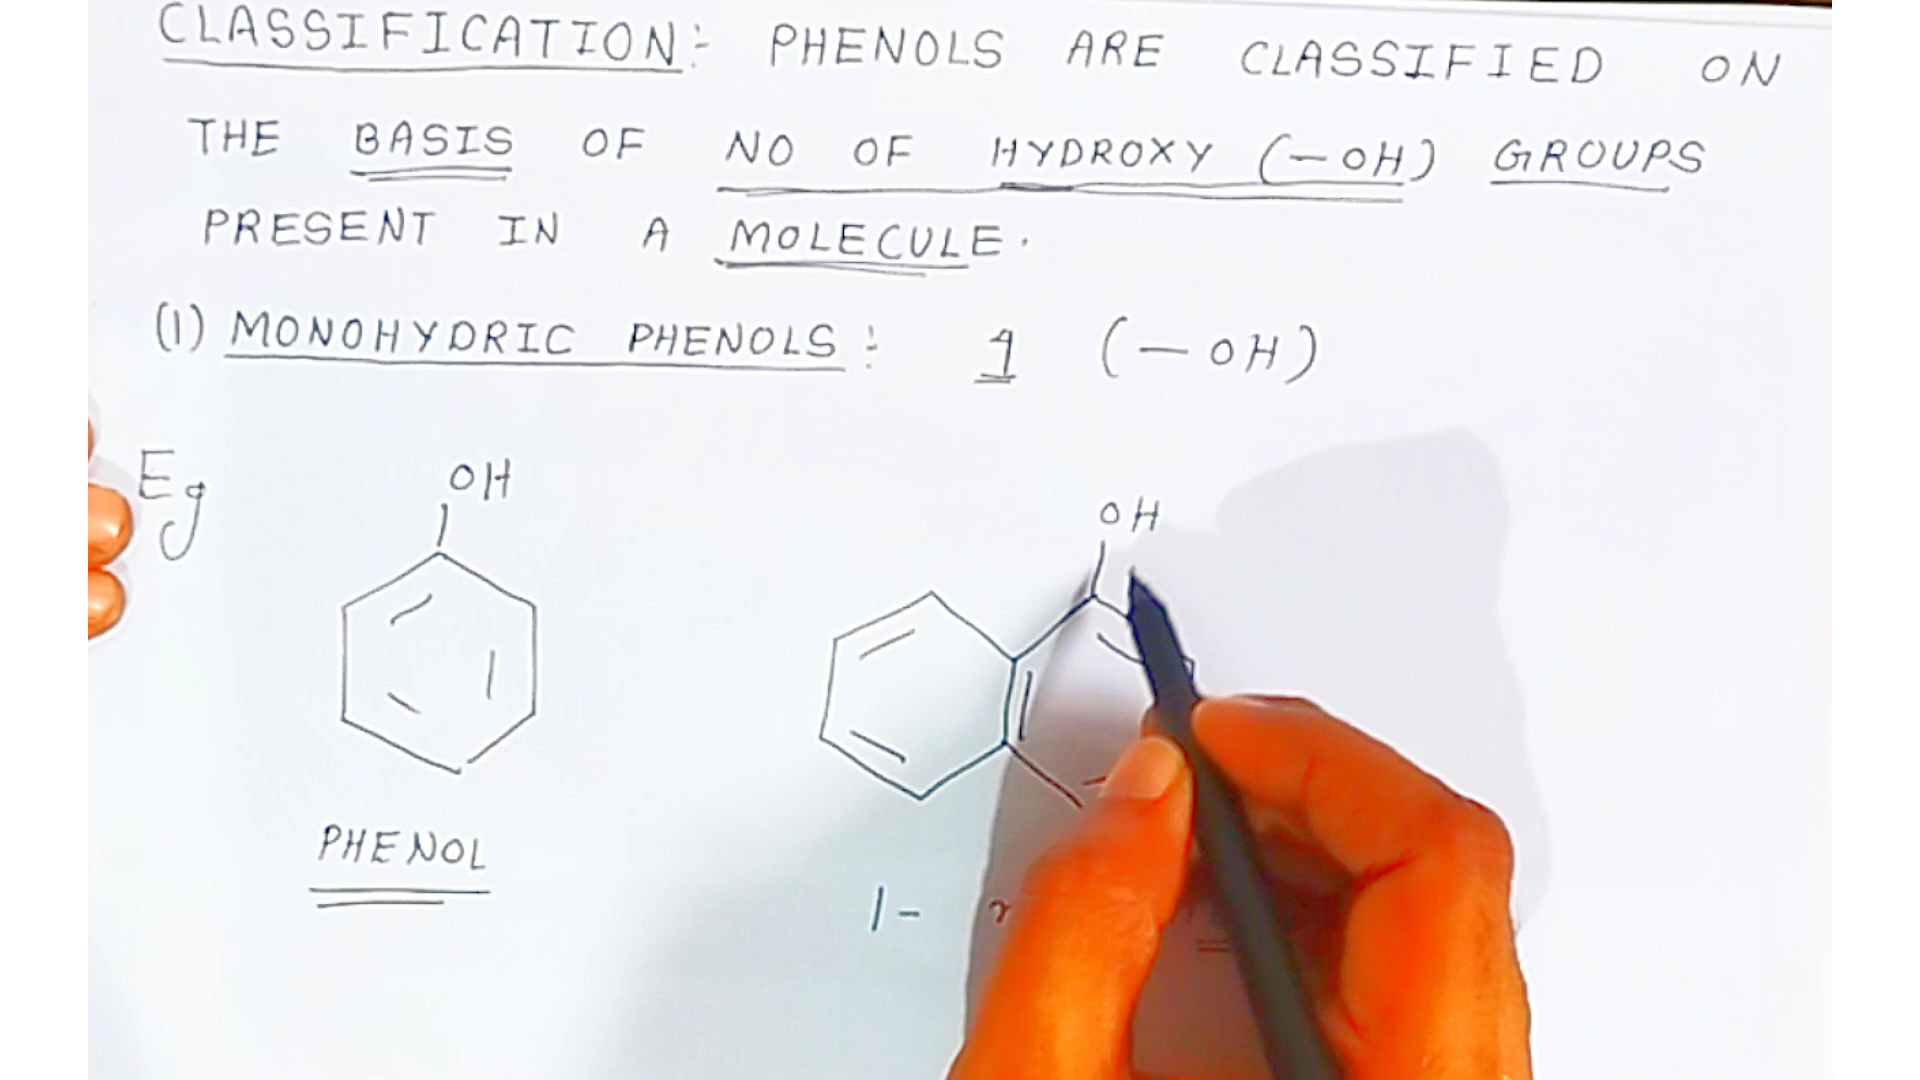 CLASSIFICATION:- PHENOLS ARE CLASSIFIED ON
THE BASIS OF NO OF HYDROXY (-OH) GROUPS
PRESENT IN A MOLECULE.
(1) MONOHYDRIC PHENOLS :- 1 (-OH)
Eg
OH
OH
PHENOL
1-